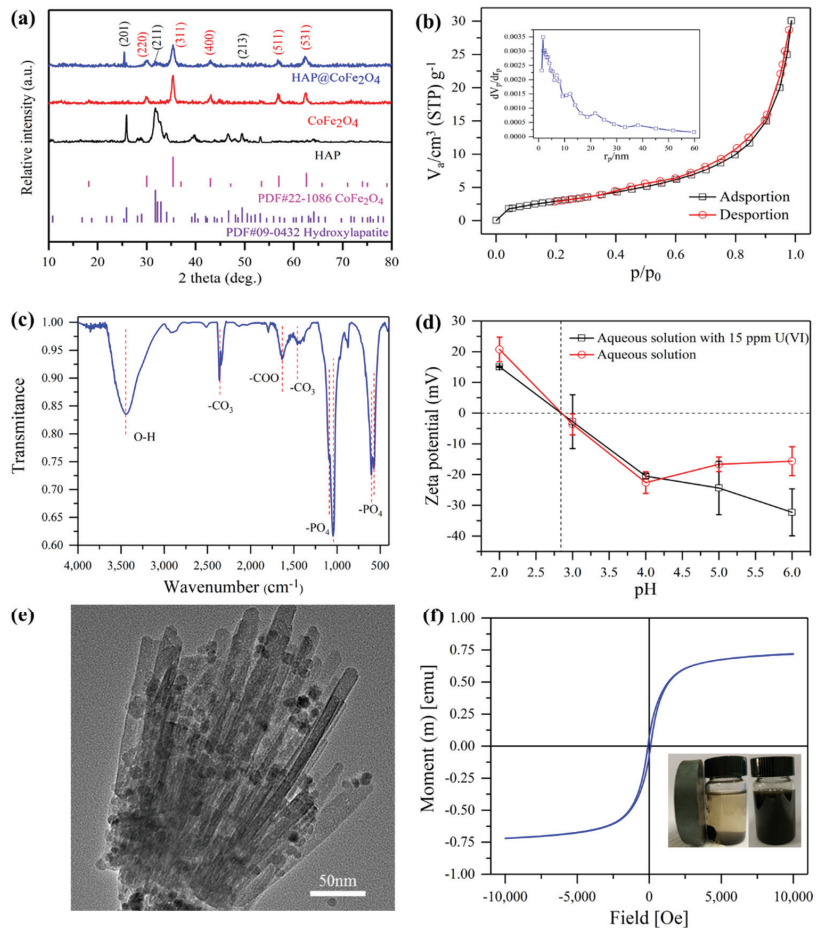 (a)
(201)
(220)
(211)
(311)
(400)
(213)
(511)
(531)
HAP@CoFe2O4
CoFe2O4
HAP
PDF#22-1086 CoFe2O4
PDF#09-0432 Hydroxylapatite
Relative intensity (a.u.)
10 20 30 40 50 60 70 80
2 theta (deg.)
(b)
Va/cm3 (STP) g-1
35
30
25
20
15
10
5
0
dVp/drp
0.0035
0.0030
0.0025
0.0020
0.0015
0.0010
0.0005
0.0000
0 10 20 30 40 50 60
rp/nm
Adsportion
Desportion
0.0 0.2 0.4 0.6 0.8 1.0
p/p0
(c)
Transmitance
1.00
0.95
0.90
0.85
0.80
0.75
0.70
0.65
0.60
O-H
-CO3
-COO
-CO3
-PO4
-PO4
4,000 3,500 3,000 2,500 2,000 1,500 1,000 500
Wavenumber (cm-1)
(d)
Zeta potential (mV)
30
20
10
0
-10
-20
-30
-40
Aqueous solution with 15 ppm U(VI)
Aqueous solution
2.0 2.5 3.0 3.5 4.0 4.5 5.0 5.5 6.0
pH
(e)
50nm
(f)
Moment (m) [emu]
1.00
0.75
0.50
0.25
0.00
-0.25
-0.50
-0.75
-1.00
-10,000 -5,000 0 5,000 10,000
Field [Oe]